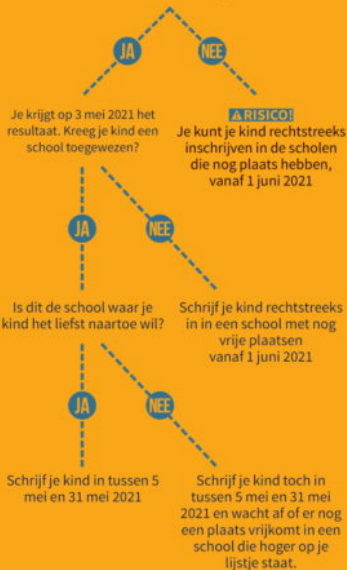 JA
NEE
Je krijgt op 3 mei 2021 het
resultaat. Kreeg je kind een
school toegewezen?
RISICO!
Je kunt je kind rechtstreeks
inschrijven in de scholen
die nog plaats hebben,
vanaf 1 juni 2021
JA
NEE
Is dit de school waar je
kind het liefst naartoe wil?
Schrijf je kind rechtstreeks
in in een school met nog
vrije plaatsen
vanaf 1 juni 2021
JA
NEE
Schrijf je kind in tussen 5
mei en 31 mei 2021
Schrijf je kind toch in
tussen 5 mei en 31 mei
2021 en wacht af of er nog
een plaats vrijkomt in een
school die hoger op je
lijstje staat.